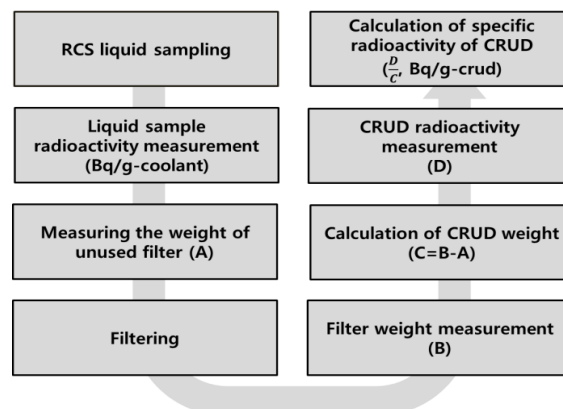 RCS liquid sampling
Liquid sample
radioactivity measurement
(Bq/g-coolant)
Measuring the weight of
unused filter (A)
Filtering
Filter weight measurement
(B)
Calculation of CRUD weight
(C=B-A)
CRUD radioactivity
measurement
(D)
Calculation of specific
radioactivity of CRUD
(D/C, Bq/g-crud)